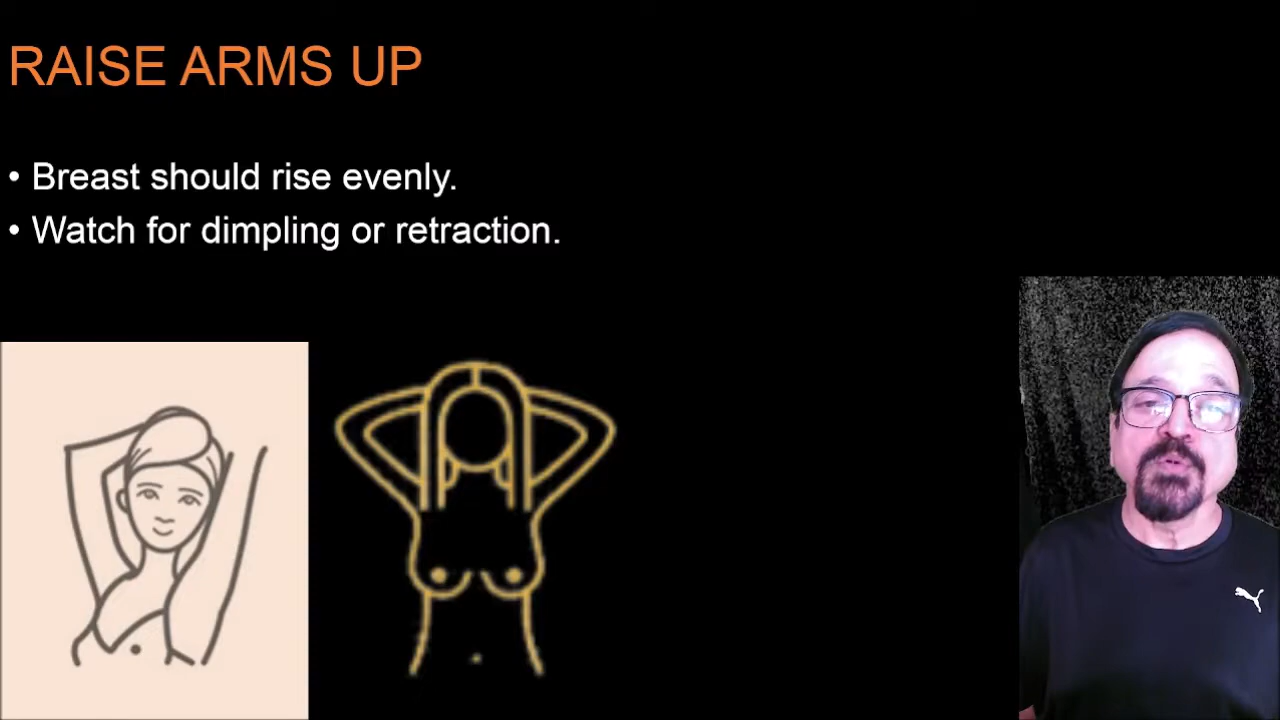 RAISE ARMS UP
• Breast should rise evenly.
• Watch for dimpling or retraction.